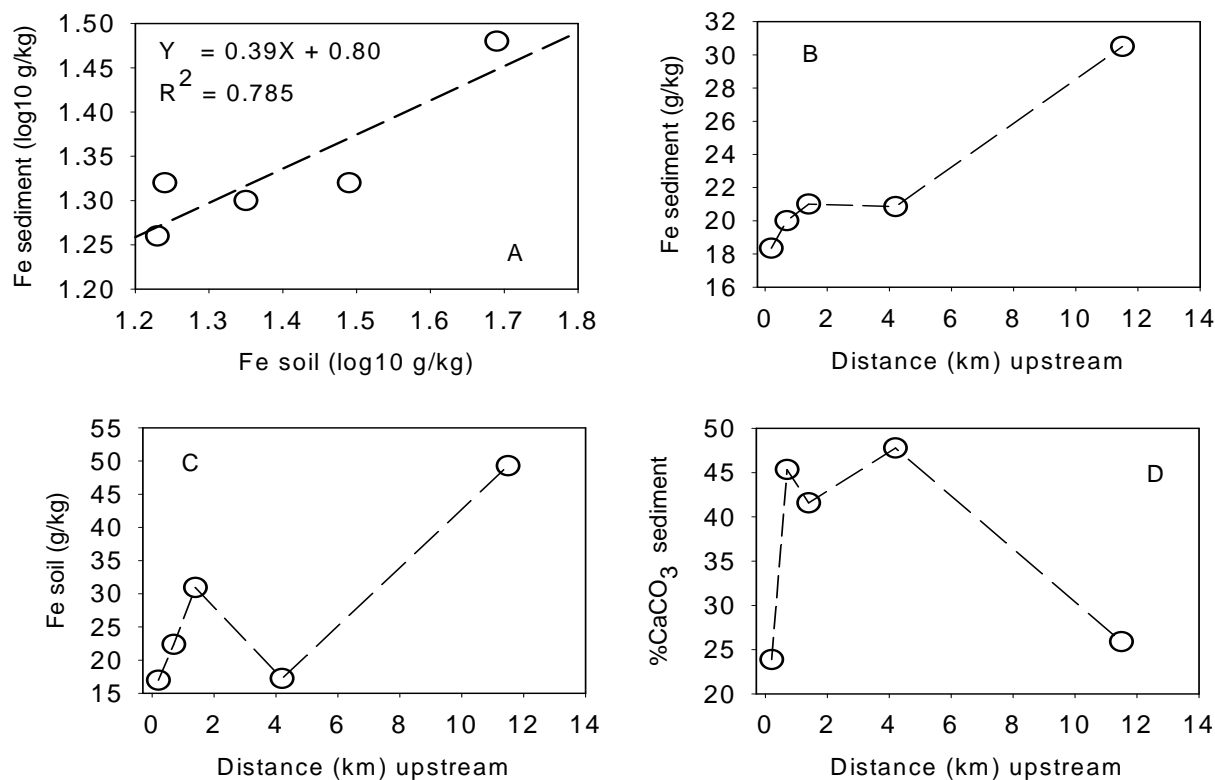 Y = 0.39X + 0.80
R2 = 0.785
A
Fe sediment (log10 g/kg)
1.50
1.45
1.40
1.35
1.30
1.25
1.20
1.2 1.3 1.4 1.5 1.6 1.7 1.8
Fe soil (log10 g/kg)
B
Fe sediment (g/kg)
32
30
28
26
24
22
20
18
16
0 2 4 6 8 10 12 14
Distance (km) upstream
C
Fe soil (g/kg)
55
50
45
40
35
30
25
20
15
0 2 4 6 8 10 12 14
Distance (km) upstream
D
%CaCO3 sediment
50
45
40
35
30
25
20
0 2 4 6 8 10 12 14
Distance (km) upstream